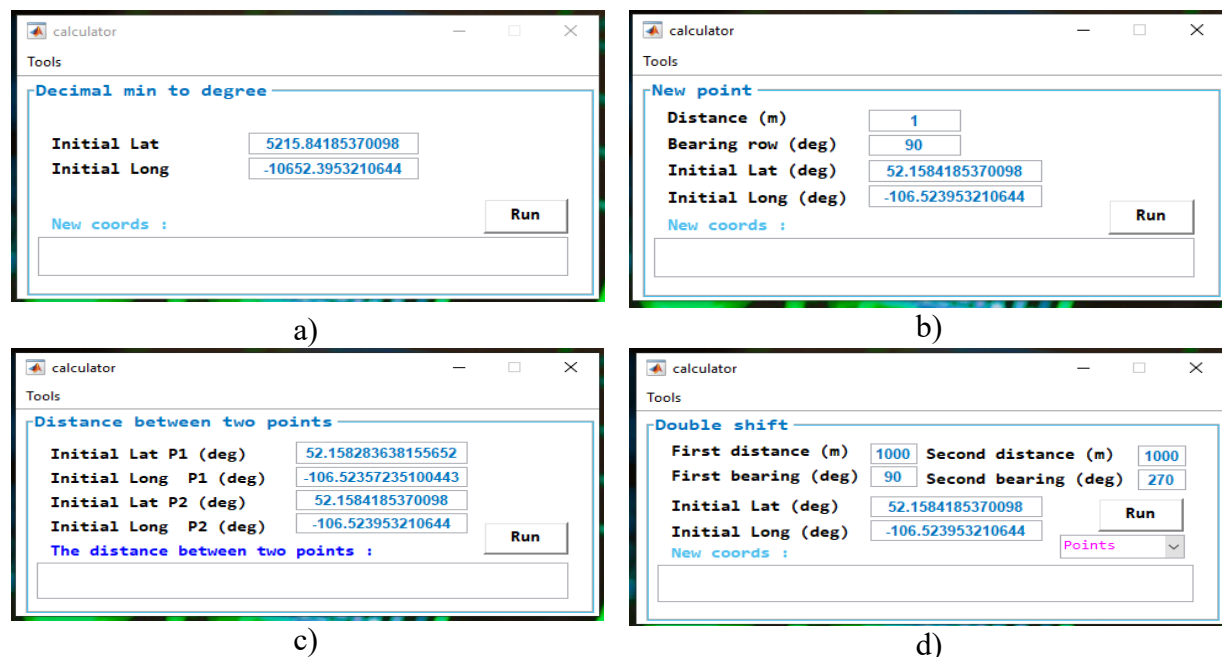 calculator
Tools
Decimal min to degree
Initial Lat 5215.84185370098
Initial Long -10652.3953210644
Run
New coords :
a)
calculator
Tools
New point
Distance (m) 1
Bearing row (deg) 90
Initial Lat (deg) 52.1584185370098
Initial Long (deg) -106.523953210644
Run
New coords :
b)
calculator
Tools
Distance between two points
Initial Lat P1 (deg) 52.158283638155652
Initial Long P1 (deg) -106.52357235100443
Initial Lat P2 (deg) 52.1584185370098
Initial Long P2 (deg) -106.523953210644
Run
The distance between two points :
c)
calculator
Tools
Double shift
First distance (m) 1000 Second distance (m) 1000
First bearing (deg) 90 Second bearing (deg) 270
Initial Lat (deg) 52.1584185370098
Run
Initial Long (deg) -106.523953210644
Points
New coords :
d)